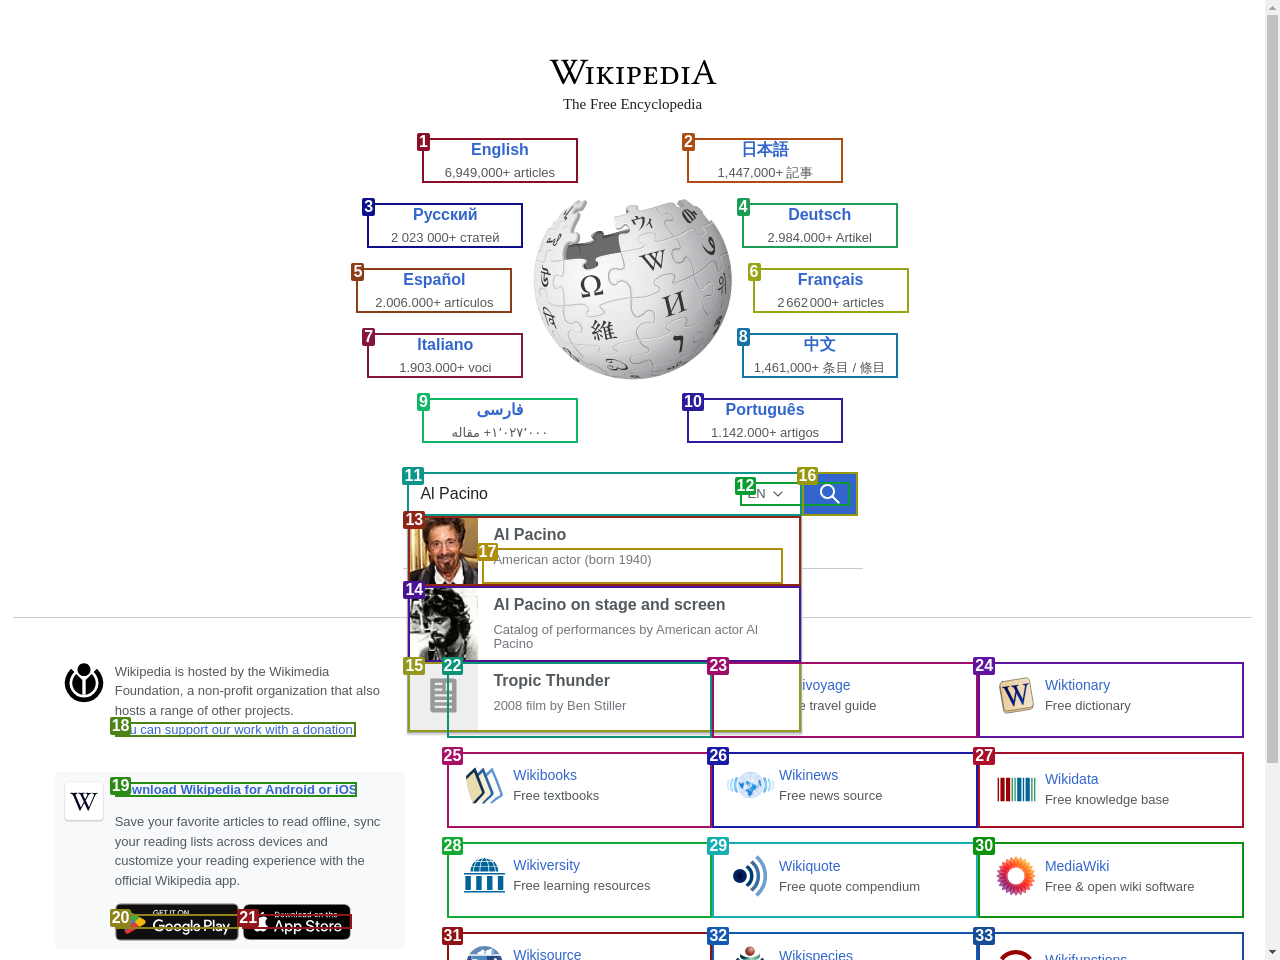 WIKIPEDIA
The Free Encyclopedia
1
English
6,949,000+ articles
2
日本語
1,447,000+ 記事
3
Русский
2 023 000+ статей
4
Deutsch
2.984.000+ Artikel
5
Español
2.006.000+ artículos
6
Français
2 662 000+ articles
7
Italiano
1.903.000+ voci
8
中文
1,461,000+ 条目 / 條目
9
فارسی
۱٬۰۲۷٬۰۰۰+ مقاله
10
Português
1.142.000+ artigos
11
Al Pacino
12
EN
16
13
Al Pacino
17
American actor (born 1940)
14
Al Pacino on stage and screen
Catalog of performances by American actor Al
Pacino
15
Tropic Thunder
2008 film by Ben Stiller
Wikipedia is hosted by the Wikimedia
Foundation, a non-profit organization that also
hosts a range of other projects.
18
u can support our work with a donation.
19
wnload Wikipedia for Android or iOS
Save your favorite articles to read offline, sync
your reading lists across devices and
customize your reading experience with the
official Wikipedia app.
20
GET IT ON
Google Play
21
Download on the
App Store
22
23
ivoyage
e travel guide
24
Wiktionary
Free dictionary
25
Wikibooks
Free textbooks
26
Wikinews
Free news source
27
Wikidata
Free knowledge base
28
Wikiversity
Free learning resources
29
Wikiquote
Free quote compendium
30
MediaWiki
Free & open wiki software
31
Wikisource
32
Wikispecies
33
Wikifunctions